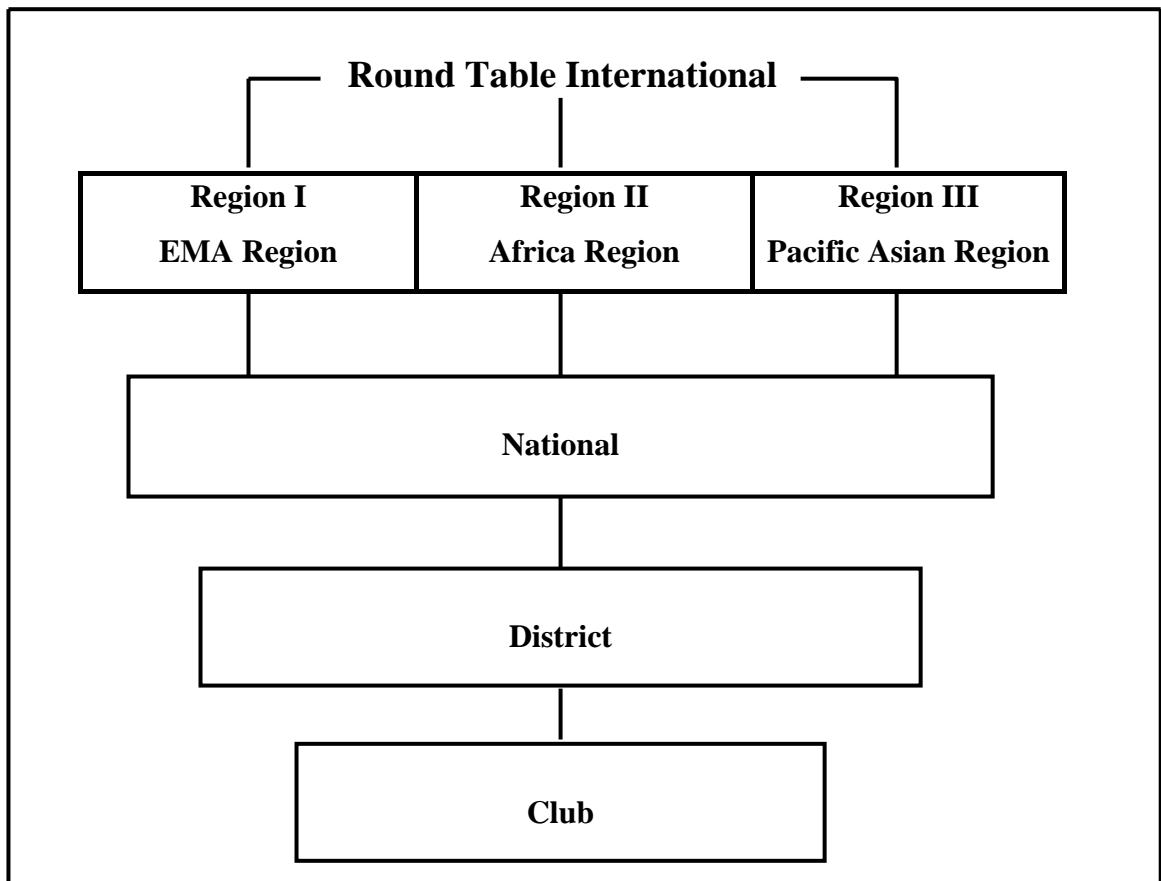 Round Table International
Region I
EMA Region
Region II
Africa Region
Region III
Pacific Asian Region
National
District
Club